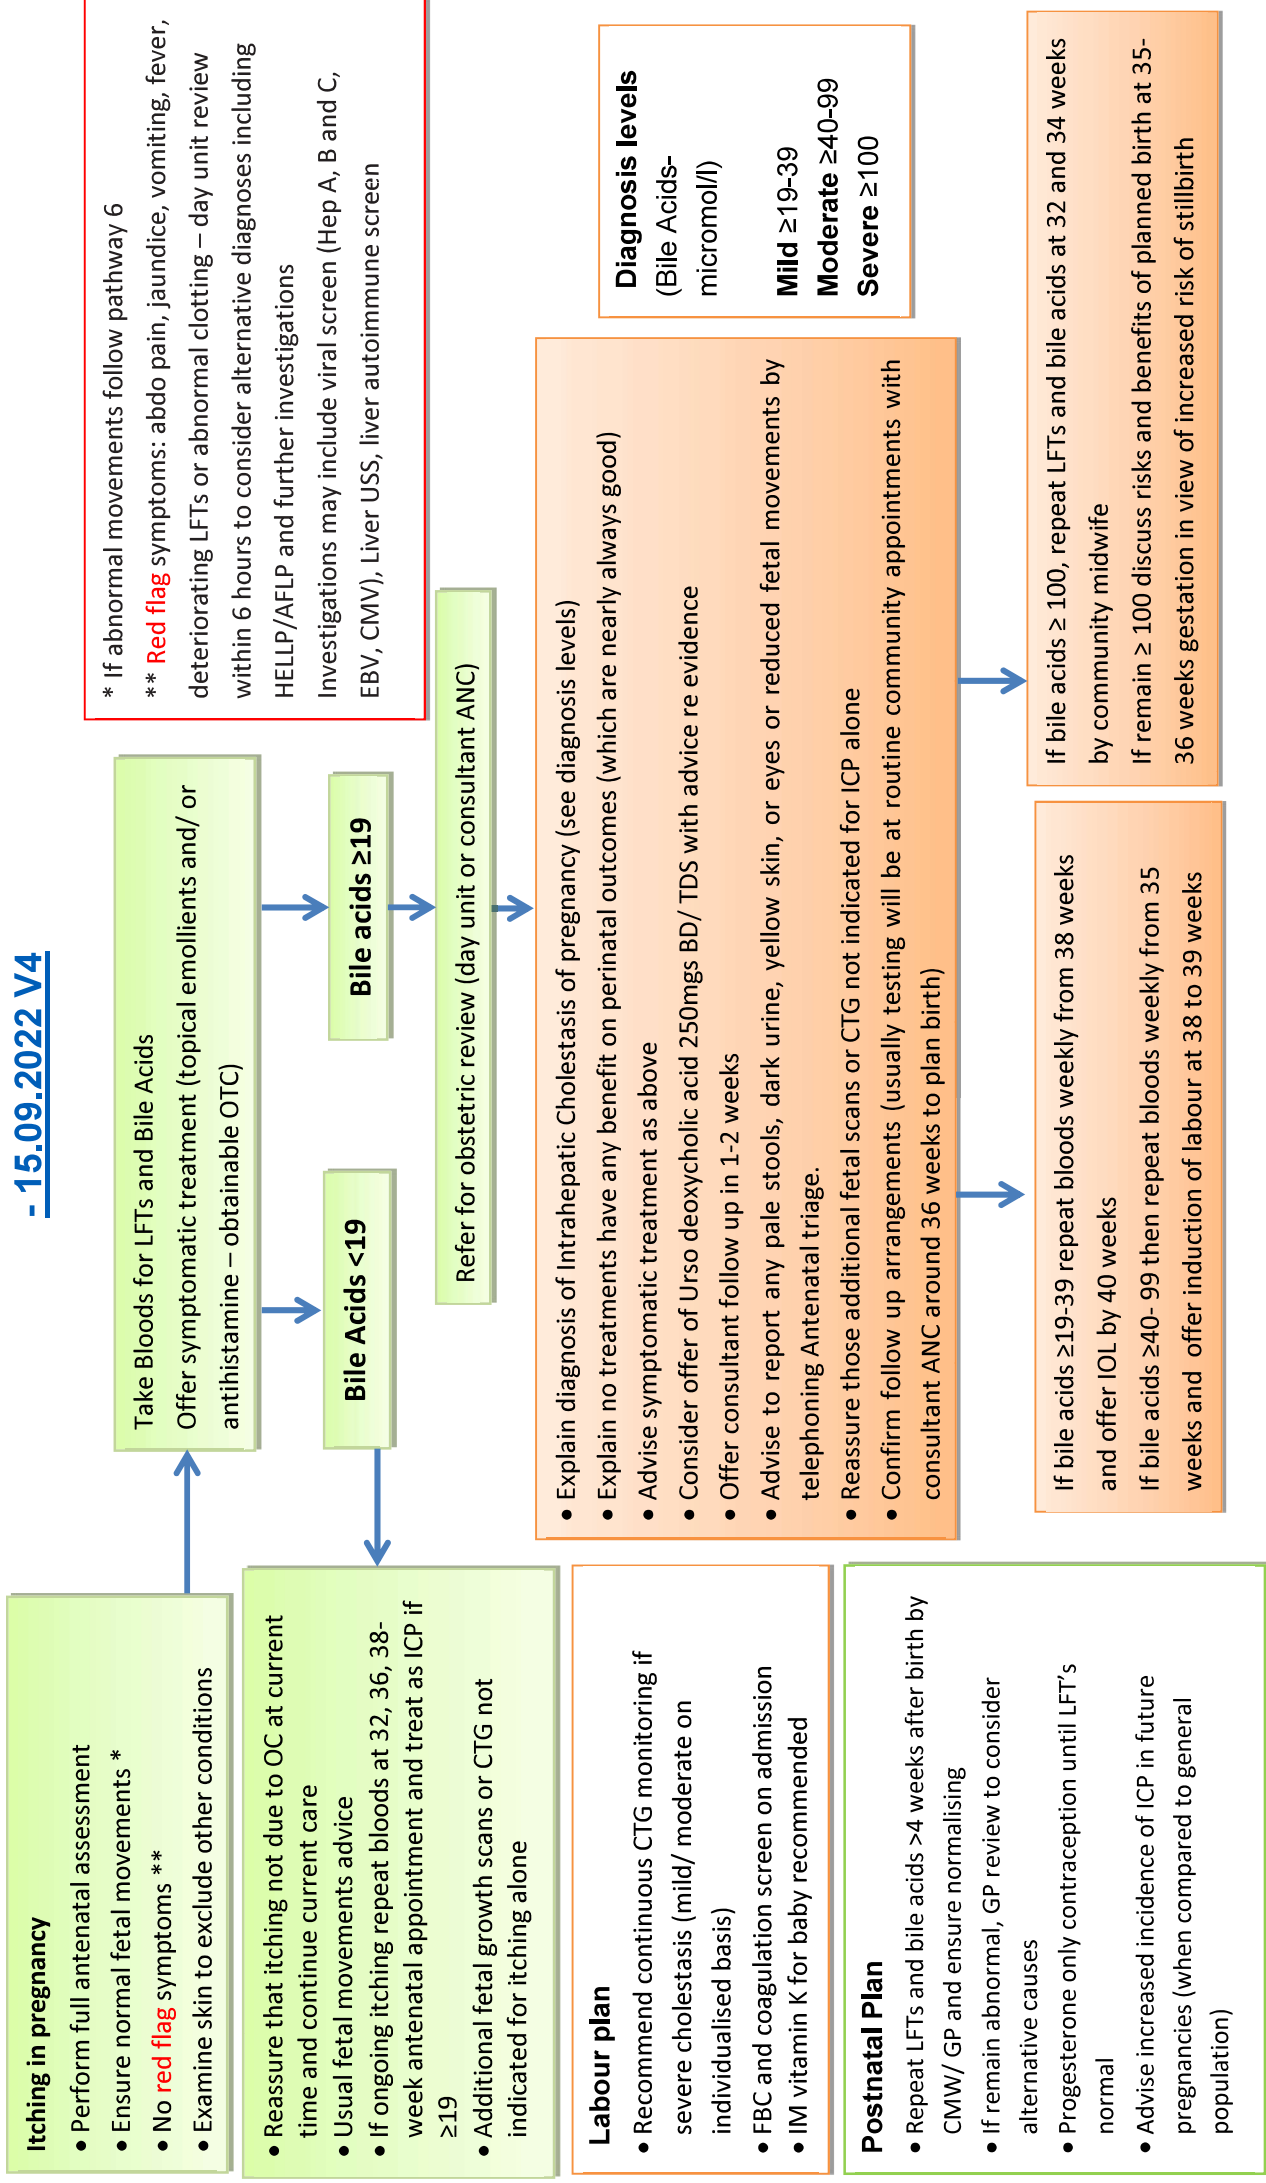 - 15.09.2022 V4
Itching in pregnancy
• Perform full antenatal assessment
• Ensure normal fetal movements *
• No red flag symptoms **
• Examine skin to exclude other conditions
Take Bloods for LFTs and Bile Acids
Offer symptomatic treatment (topical emollients and/ or
antihistamine – obtainable OTC)
* If abnormal movements follow pathway 6
** Red flag symptoms: abdo pain, jaundice, vomiting, fever,
deteriorating LFTs or abnormal clotting – day unit review
within 6 hours to consider alternative diagnoses including
HELLP/AFLP and further investigations
Investigations may include viral screen (Hep A, B and C,
EBV, CMV), Liver USS, liver autoimmune screen
Bile Acids <19
Bile acids ≥19
• Reassure that itching not due to OC at current
time and continue current care
• Usual fetal movements advice
• If ongoing itching repeat bloods at 32, 36, 38-
week antenatal appointment and treat as ICP if
≥19
• Additional fetal growth scans or CTG not
indicated for itching alone
Refer for obstetric review (day unit or consultant ANC)
• Explain diagnosis of Intrahepatic Cholestasis of pregnancy (see diagnosis levels)
• Explain no treatments have any benefit on perinatal outcomes (which are nearly always good)
• Advise symptomatic treatment as above
• Consider offer of Urso deoxycholic acid 250mgs BD/ TDS with advice re evidence
• Offer consultant follow up in 1-2 weeks
• Advise to report any pale stools, dark urine, yellow skin, or eyes or reduced fetal movements by
telephoning Antenatal triage.
• Reassure those additional fetal scans or CTG not indicated for ICP alone
• Confirm follow up arrangements (usually testing will be at routine community appointments with
consultant ANC around 36 weeks to plan birth)
Diagnosis levels
(Bile Acids-
micromol/l)
Mild ≥19-39
Moderate ≥40-99
Severe ≥100
Labour plan
• Recommend continuous CTG monitoring if
severe cholestasis (mild/ moderate on
individualised basis)
• FBC and coagulation screen on admission
• IM vitamin K for baby recommended
Postnatal Plan
• Repeat LFTs and bile acids >4 weeks after birth by
CMW/ GP and ensure normalising
• If remain abnormal, GP review to consider
alternative causes
• Progesterone only contraception until LFT's
normal
• Advise increased incidence of ICP in future
pregnancies (when compared to general
population)
If bile acids ≥19-39 repeat bloods weekly from 38 weeks
and offer IOL by 40 weeks
If bile acids ≥40- 99 then repeat bloods weekly from 35
weeks and offer induction of labour at 38 to 39 weeks
If bile acids ≥ 100, repeat LFTs and bile acids at 32 and 34 weeks
by community midwife
If remain ≥ 100 discuss risks and benefits of planned birth at 35-
36 weeks gestation in view of increased risk of stillbirth